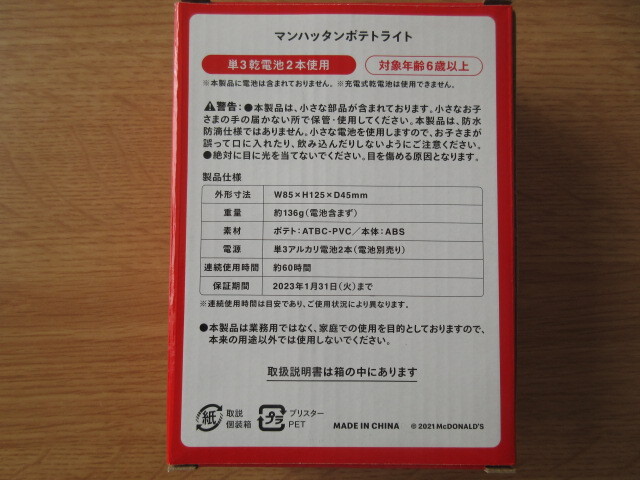 マンハッタンポテトライト
単3乾電池2本使用
対象年齢6歳以上
※本製品に電池は含まれておりません。※充電式乾電池は使用できません。
⚠警告:●本製品は、小さな部品が含まれております。小さなお子
さまの手の届かない所で保管・使用してください。本製品は、防水
防滴仕様ではありません。小さな電池を使用しますので、お子さまが
誤って口に入れたり、飲み込んだりしないようにご注意ください。
●絶対に目に光を当てないでください。目を傷める原因となります。
製品仕様
外形寸法 W85×H125×D45mm
重量 約136g(電池含まず)
素材 ポテト:ATBC-PVC/本体:ABS
電源 単3アルカリ電池2本(電池別売り)
連続使用時間 約60時間
保証期間 2023年1月31日(火)まで
※連続使用時間は目安であり、ご使用状況により異なります。
●本製品は業務用ではなく、家庭での使用を目的としておりますので、
本来の用途以外では使用しないでください。
取扱説明書は箱の中にあります
紙 取説
個装箱
プラ ブリスター
PET
MADE IN CHINA
©2021 McDONALD'S